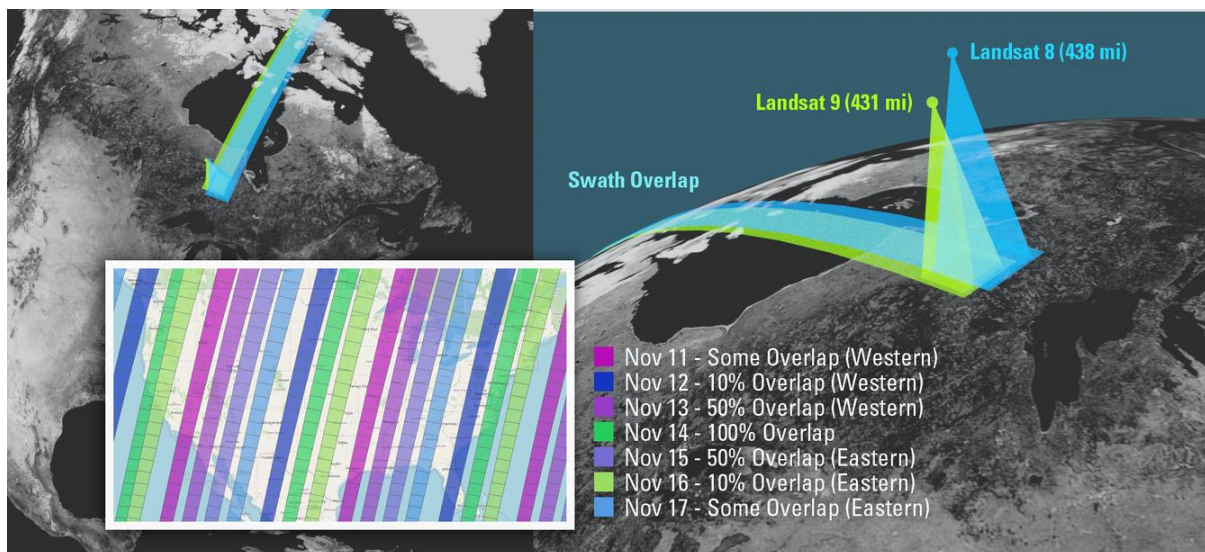 Landsat 8 (438 mi)
Landsat 9 (431 mi)
Swath Overlap
Nov 11 - Some Overlap (Western)
Nov 12 - 10% Overlap (Western)
Nov 13 - 50% Overlap (Western)
Nov 14 - 100% Overlap
Nov 15 - 50% Overlap (Eastern)
Nov 16 - 10% Overlap (Eastern)
Nov 17 - Some Overlap (Eastern)